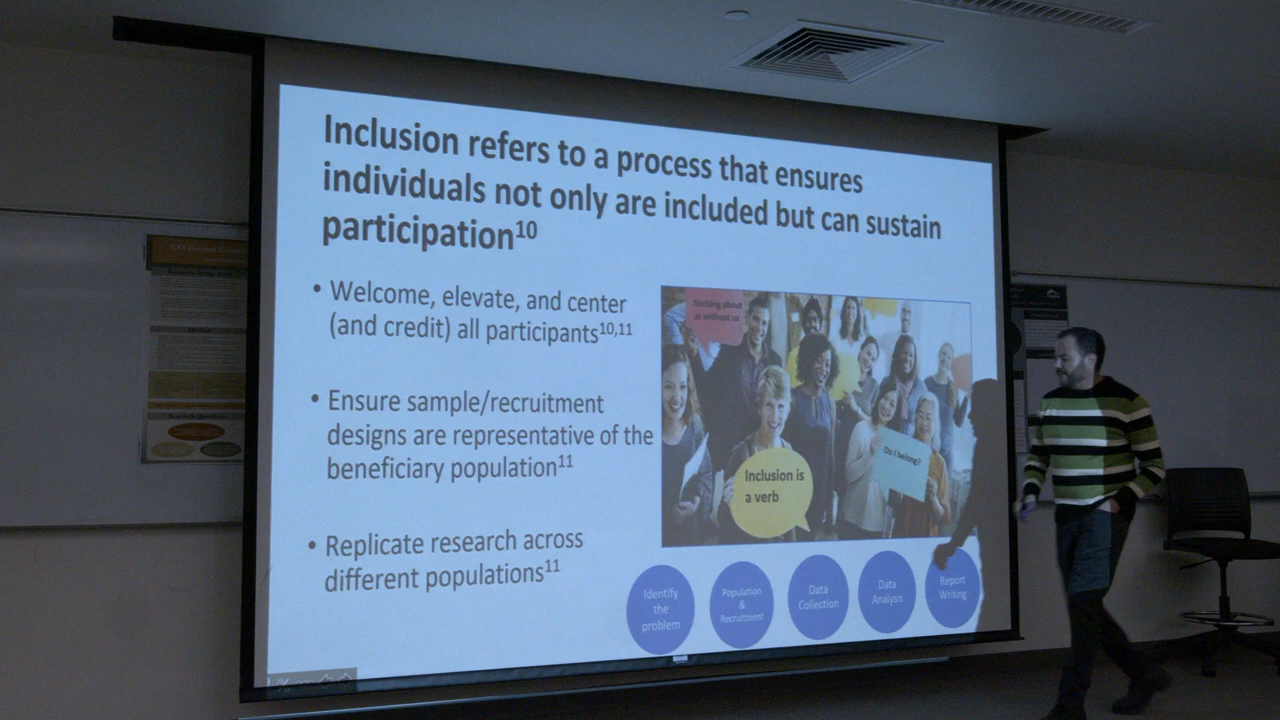 Inclusion refers to a process that ensures
individuals not only are included but can sustain
participation¹⁰
• Welcome, elevate, and center
(and credit) all participants¹⁰,¹¹
• Ensure sample/recruitment
designs are representative of the
beneficiary population¹¹
• Replicate research across
different populations¹¹
Nothing about
us without us
Do I belong?
Inclusion is
a verb
Identify
the
problem
Population
&
Recruitment
Data
Collection
Data
Analysis
Report
Writing